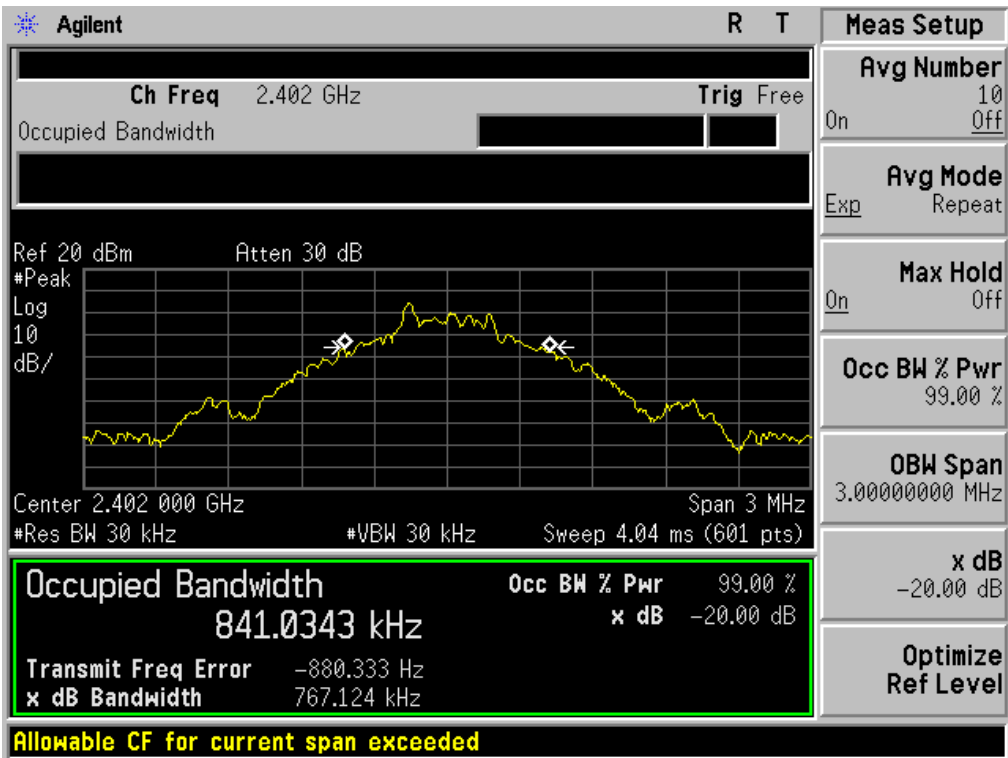 Agilent R T
Ch Freq 2.402 GHz Trig Free
Occupied Bandwidth
Ref 20 dBm Atten 30 dB
#Peak
Log
10
dB/
Center 2.402 000 GHz Span 3 MHz
#Res BW 30 kHz #VBW 30 kHz Sweep 4.04 ms (601 pts)
Occupied Bandwidth Occ BW % Pwr 99.00 %
841.0343 kHz x dB -20.00 dB
Transmit Freq Error -880.333 Hz
x dB Bandwidth 767.124 kHz
Allowable CF for current span exceeded
Meas Setup
Avg Number
10
On Off
Avg Mode
Exp Repeat
Max Hold
On Off
Occ BW % Pwr
99.00 %
OBW Span
3.00000000 MHz
x dB
-20.00 dB
Optimize
Ref Level